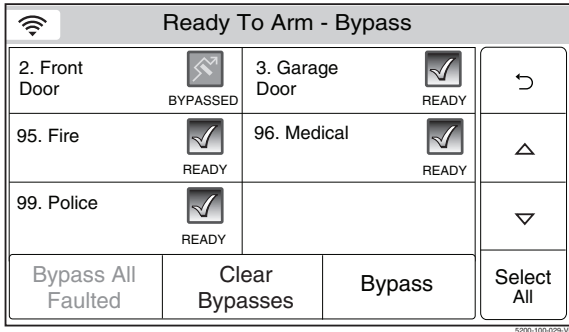 Ready To Arm - Bypass
2. Front
Door
BYPASSED
3. Garage
Door
READY
95. Fire
READY
96. Medical
READY
99. Police
READY
Bypass All
Faulted
Clear
Bypasses
Bypass
Select
All
5200-100-029-V